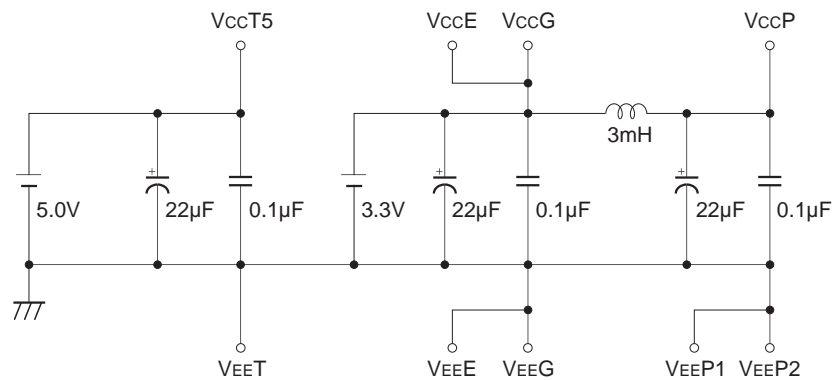 VCCT5
VCCE
VCCG
VCCP
3mH
+
+
+
5.0V
22µF
0.1µF
3.3V
22µF
0.1µF
22µF
0.1µF
VEET
VEEE
VEEG
VEEP1
VEEP2